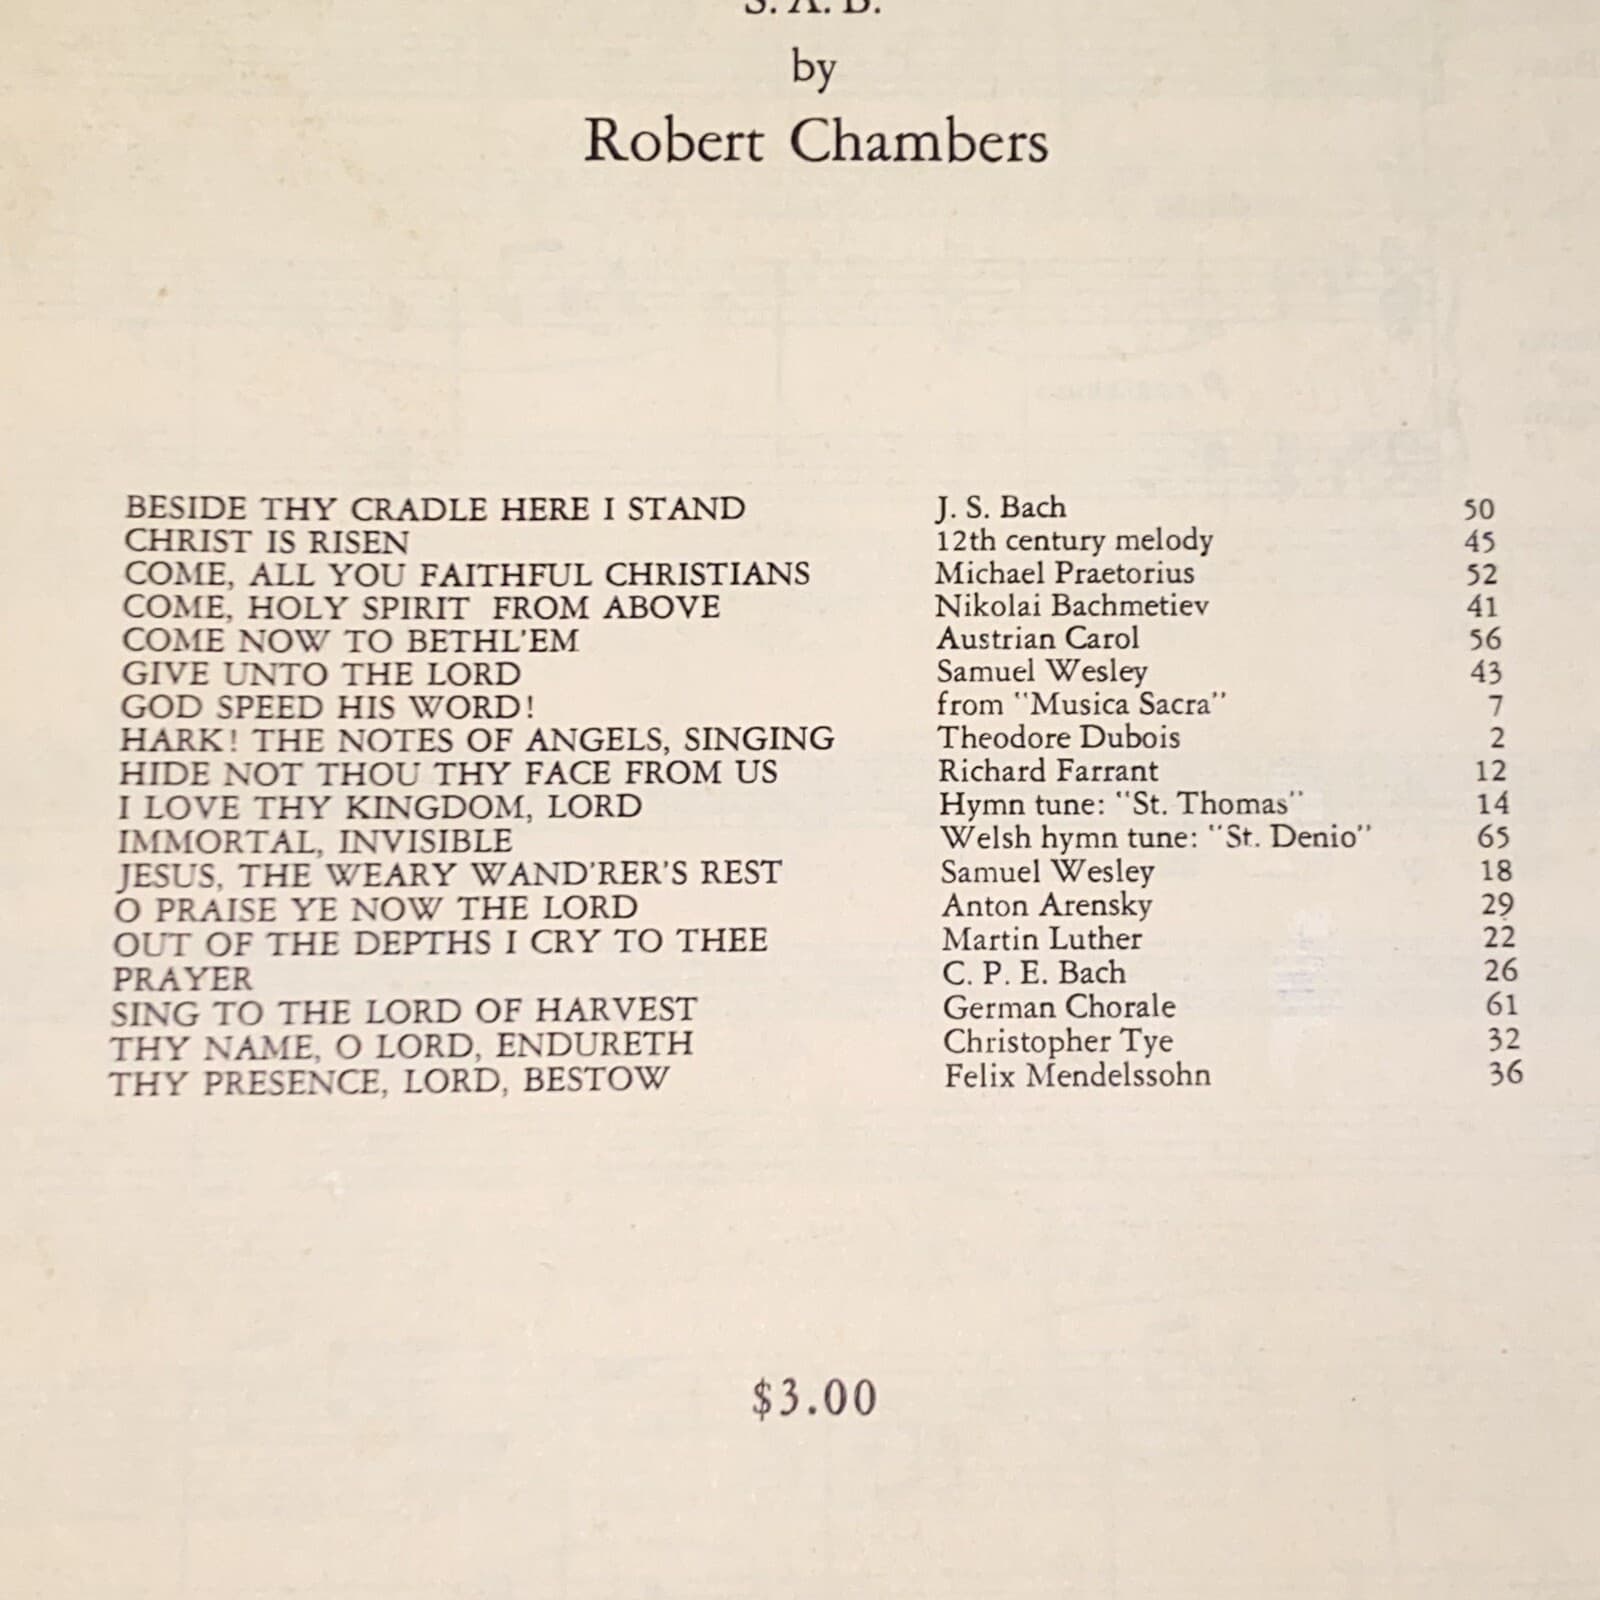 S. A. B.
by
Robert Chambers
BESIDE THY CRADLE HERE I STAND J. S. Bach 50
CHRIST IS RISEN 12th century melody 45
COME, ALL YOU FAITHFUL CHRISTIANS Michael Praetorius 52
COME, HOLY SPIRIT FROM ABOVE Nikolai Bachmetiev 41
COME NOW TO BETHL'EM Austrian Carol 56
GIVE UNTO THE LORD Samuel Wesley 43
GOD SPEED HIS WORD! from "Musica Sacra" 7
HARK! THE NOTES OF ANGELS, SINGING Theodore Dubois 2
HIDE NOT THOU THY FACE FROM US Richard Farrant 12
I LOVE THY KINGDOM, LORD Hymn tune: "St. Thomas" 14
IMMORTAL, INVISIBLE Welsh hymn tune: "St. Denio" 65
JESUS, THE WEARY WAND'RER'S REST Samuel Wesley 18
O PRAISE YE NOW THE LORD Anton Arensky 29
OUT OF THE DEPTHS I CRY TO THEE Martin Luther 22
PRAYER C. P. E. Bach 26
SING TO THE LORD OF HARVEST German Chorale 61
THY NAME, O LORD, ENDURETH Christopher Tye 32
THY PRESENCE, LORD, BESTOW Felix Mendelssohn 36
$3.00